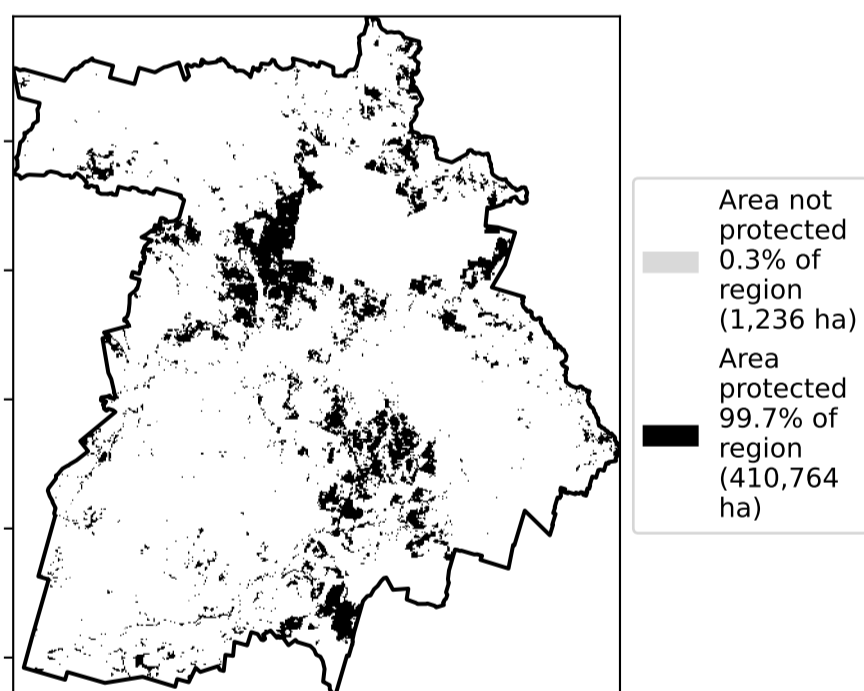 Area not
protected
0.3% of
region
(1,236 ha)
Area
protected
99.7% of
region
(410,764
ha)